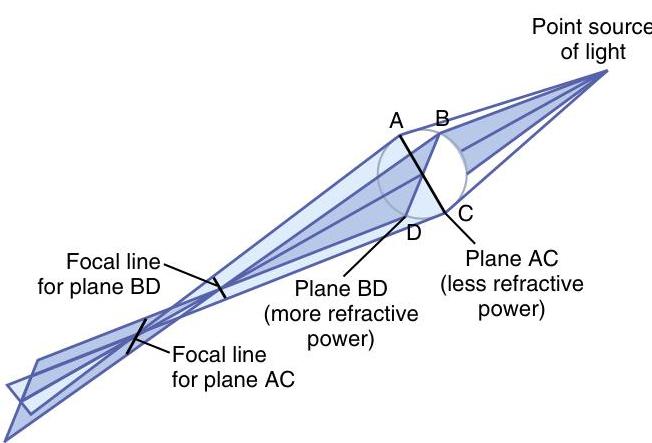 Point source
of light
A
B
C
D
Focal line
for plane BD
Plane BD
(more refractive
power)
Plane AC
(less refractive
power)
Focal line
for plane AC